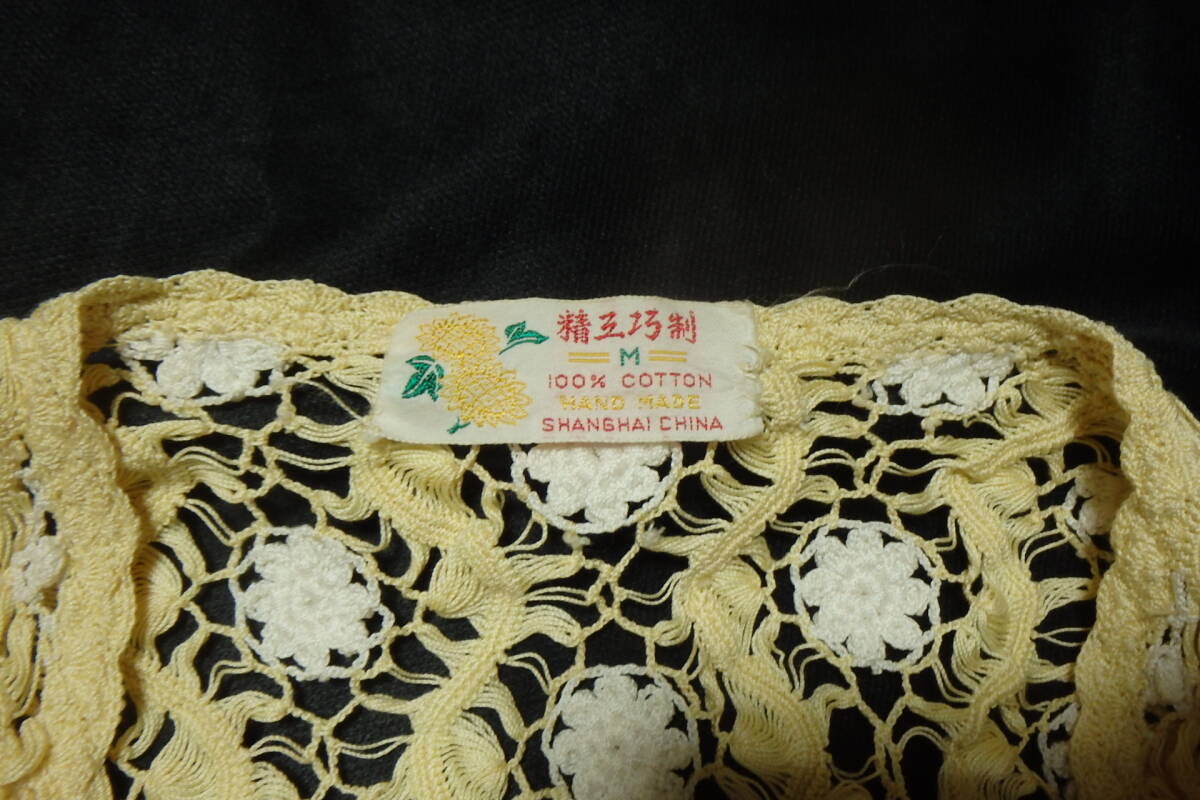 精工巧制
M
100% COTTON
HAND MADE
SHANGHAI CHINA